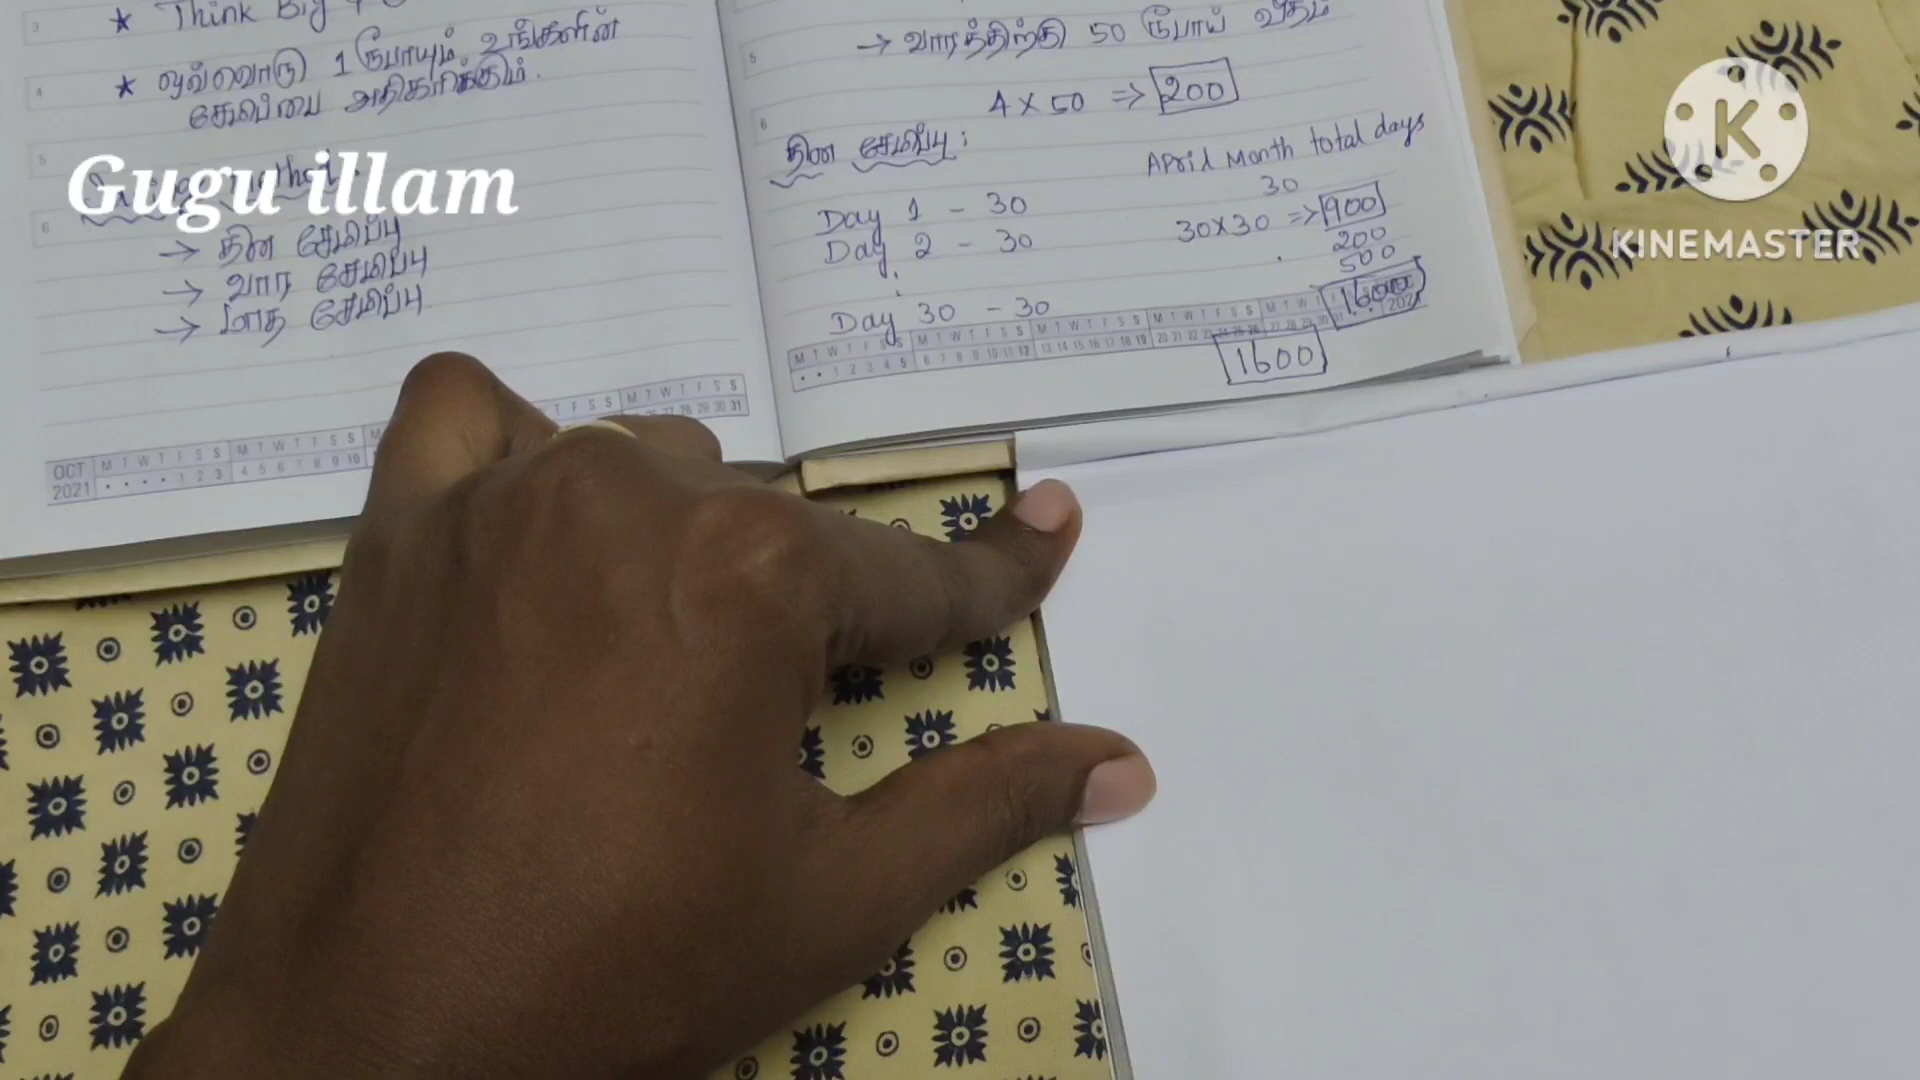 ★ Think Big
★ ஒவ்வொரு 1 ரூபாயும் உங்களின்
சேமிப்பை அதிகரிக்கும்.
Gugu illam
→ தின சேமிப்பு
→ வார சேமிப்பு
→ மாத சேமிப்பு
OCT
2021
→ வாரத்திற்கு 50 ரூபாய் வீதம்
4 x 50 => 200
தின சேமிப்பு :
April Month total days
30
Day 1 - 30
30x30 => 900
Day 2 - 30
200
500
Day 30 - 30
1600
1600
KINEMASTER